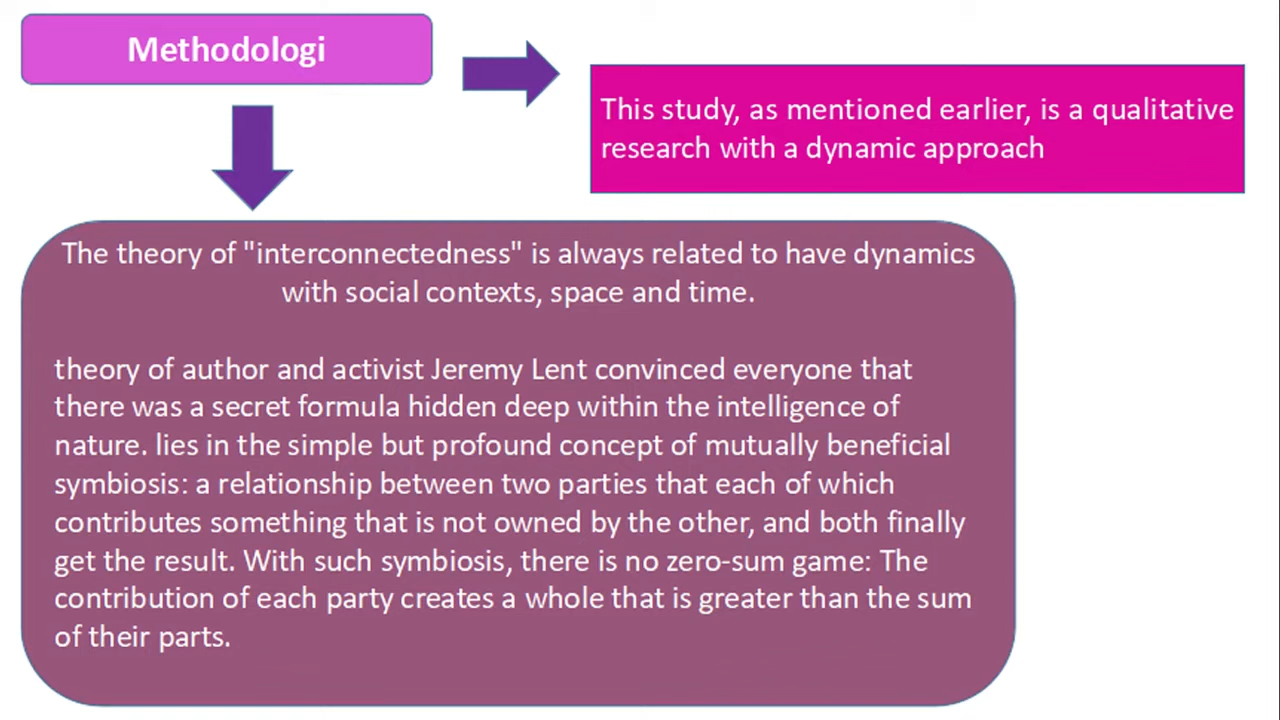 Methodologi
This study, as mentioned earlier, is a qualitative
research with a dynamic approach
The theory of "interconnectedness" is always related to have dynamics
with social contexts, space and time.
theory of author and activist Jeremy Lent convinced everyone that
there was a secret formula hidden deep within the intelligence of
nature. lies in the simple but profound concept of mutually beneficial
symbiosis: a relationship between two parties that each of which
contributes something that is not owned by the other, and both finally
get the result. With such symbiosis, there is no zero-sum game: The
contribution of each party creates a whole that is greater than the sum
of their parts.